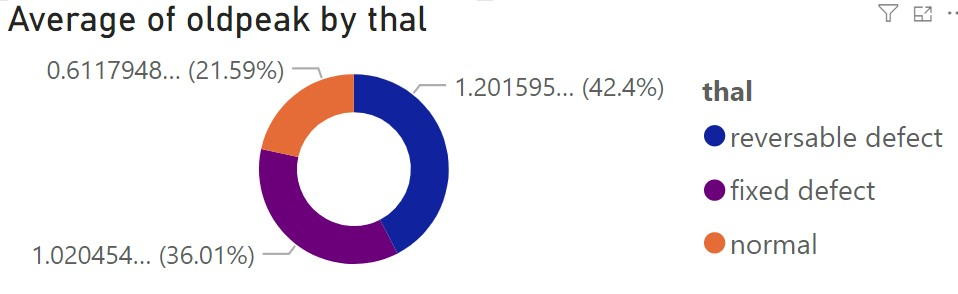 Average of oldpeak by thal
0.6117948... (21.59%)
1.201595... (42.4%)
1.020454... (36.01%)
thal
reversable defect
fixed defect
normal